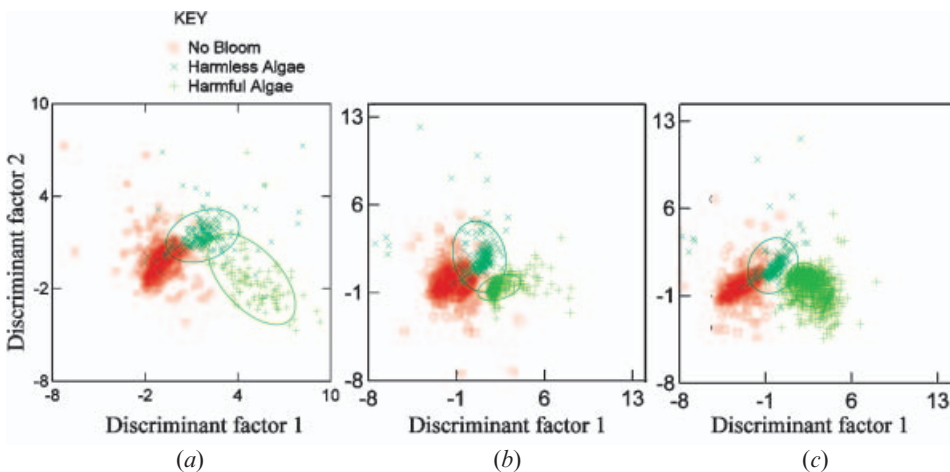 KEY
No Bloom
Harmless Algae
Harmful Algae
10
4
-2
-8
Discriminant factor 2
-8 -2 4 10
Discriminant factor 1
(a)
13
6
-1
-8
-8 -1 6 13
Discriminant factor 1
(b)
13
6
-1
-8
-8 -1 6 13
Discriminant factor 1
(c)